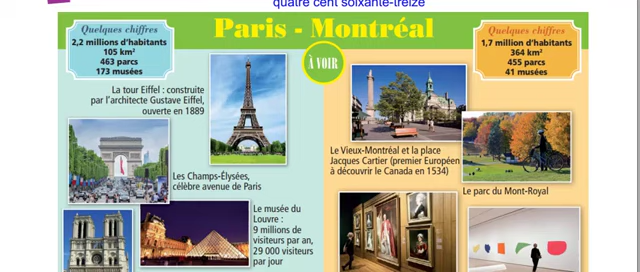 quatre cent soixante-treize
Paris - Montréal
Quelques chiffres
2,2 millions d'habitants
105 km²
463 parcs
173 musées
La tour Eiffel : construite
par l'architecte Gustave Eiffel,
ouverte en 1889
Les Champs-Élysées,
célèbre avenue de Paris
Le musée du
Louvre :
9 millions de
visiteurs par an,
29 000 visiteurs
par jour
À VOIR
Quelques chiffres
1,7 million d'habitants
364 km²
455 parcs
41 musées
Le Vieux-Montréal et la place
Jacques Cartier (premier Européen
à découvrir le Canada en 1534)
Le parc du Mont-Royal